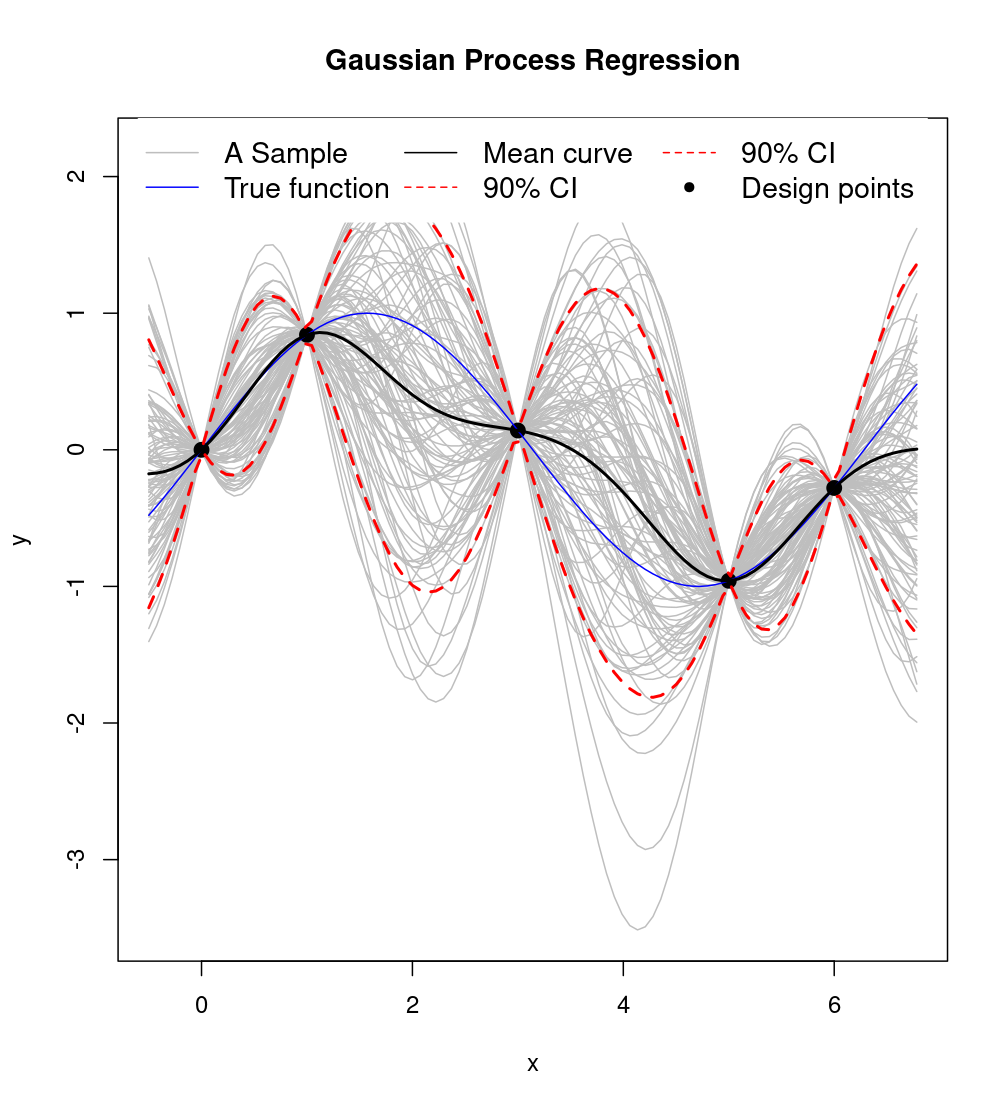 Gaussian Process Regression
A Sample Mean curve 90% CI
True function 90% CI Design points
2
1
0
-1
-2
-3
y
0 2 4 6
x